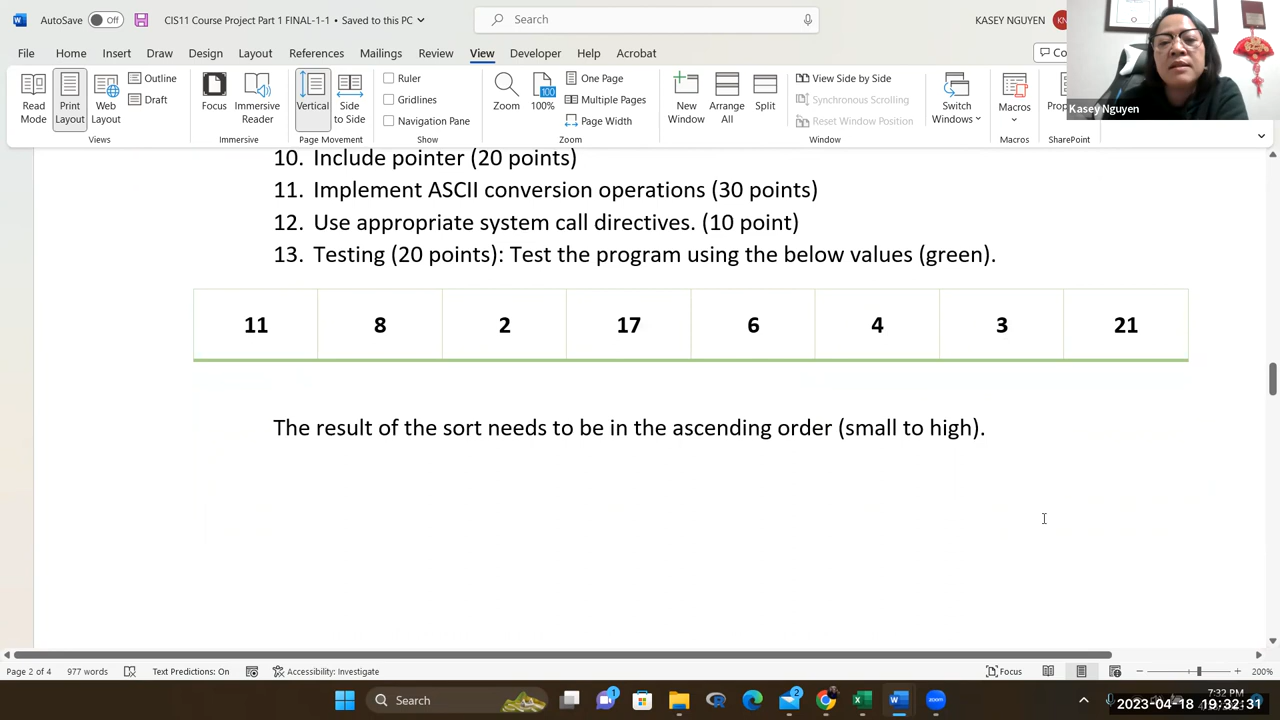 AutoSave Off CIS11 Course Project Part 1 FINAL-1-1 • Saved to this PC Search KASEY NGUYEN
File Home Insert Draw Design Layout References Mailings Review View Developer Help Acrobat
Read Mode
Print Layout
Web Layout
Outline
Draft
Views
Focus
Immersive Reader
Immersive
Vertical
Side to Side
Page Movement
Ruler
Gridlines
Navigation Pane
Show
Zoom
100
100%
One Page
Multiple Pages
Page Width
Zoom
New Window
Arrange All
Split
View Side by Side
Synchronous Scrolling
Reset Window Position
Window
Switch Windows
Macros
Macros
SharePoint
Kasey Nguyen
10. Include pointer (20 points)
11. Implement ASCII conversion operations (30 points)
12. Use appropriate system call directives. (10 point)
13. Testing (20 points): Test the program using the below values (green).
11 8 2 17 6 4 3 21
The result of the sort needs to be in the ascending order (small to high).
Page 2 of 4 977 words Text Predictions: On Accessibility: Investigate Focus 200%
Search 1 2 zoom 7:32 PM
2023-04-18 19:32:31